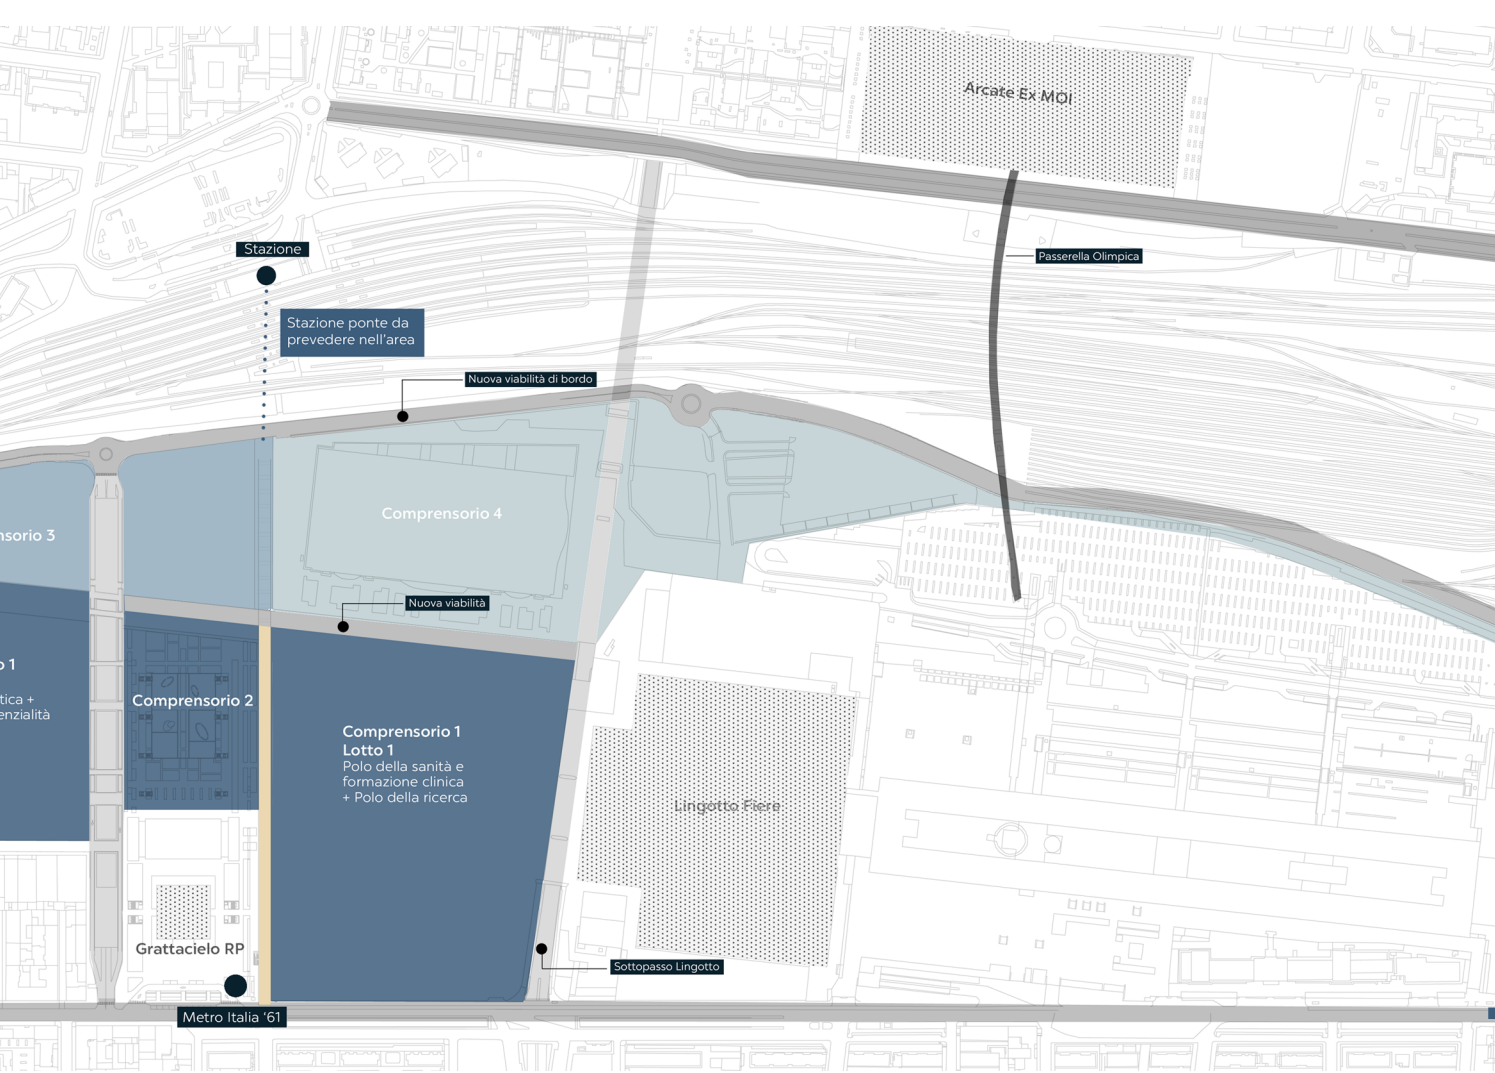 Arcate Ex MOI
Stazione
Passerella Olimpica
Stazione ponte da
prevedere nell'area
Nuova viabilità di bordo
Comprensorio 4
nsorio 3
Nuova viabilità
o 1
tica +
enzialità
Comprensorio 2
Comprensorio 1
Lotto 1
Polo della sanità e
formazione clinica
+ Polo della ricerca
Lingotto Fiere
Grattacielo RP
Sottopasso Lingotto
Metro Italia ‘61